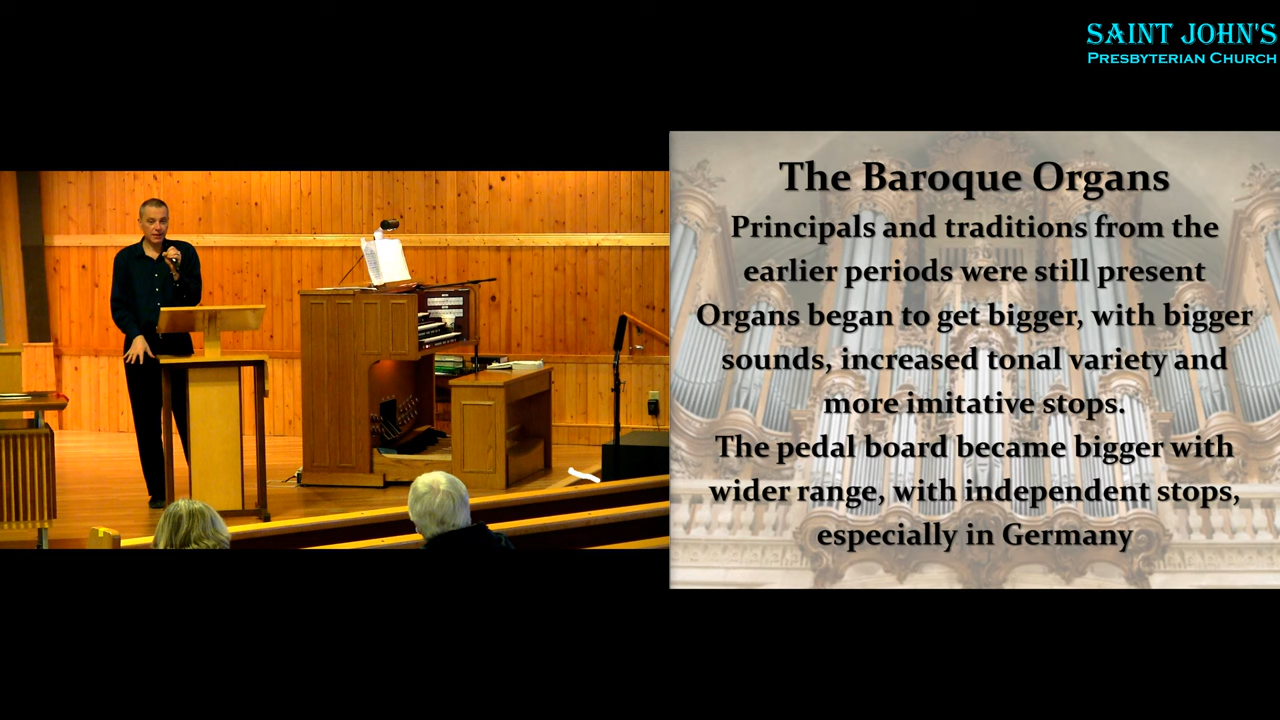 SAINT JOHN'S
PRESBYTERIAN CHURCH
The Baroque Organs
Principals and traditions from the
earlier periods were still present
Organs began to get bigger, with bigger
sounds, increased tonal variety and
more imitative stops.
The pedal board became bigger with
wider range, with independent stops,
especially in Germany